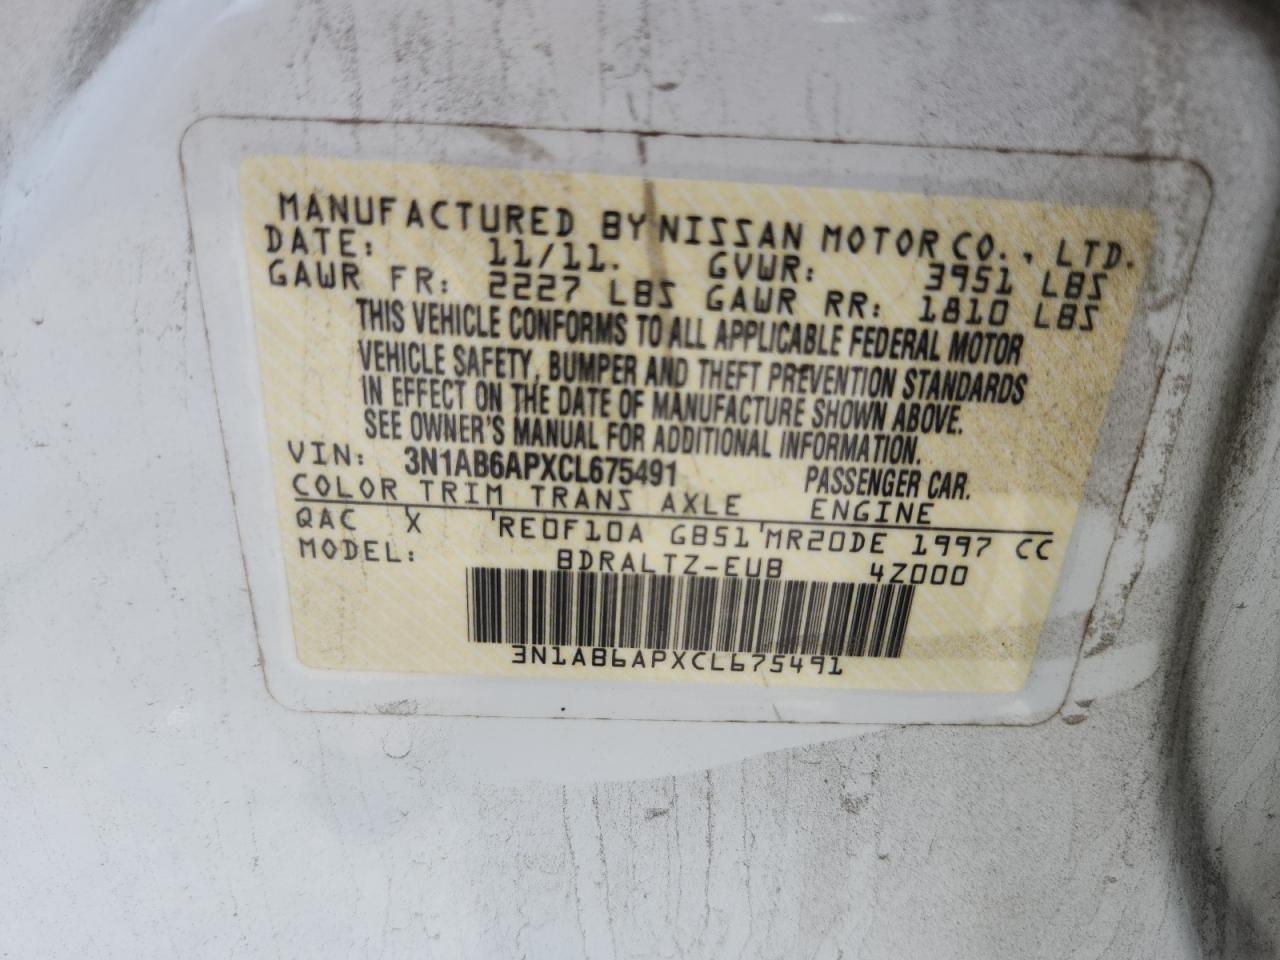 MANUFACTURED BY NISSAN MOTOR CO., LTD.
DATE: 11/11. GVWR: 3951 LBS
GAWR FR: 2227 LBS GAWR RR: 1810 LBS
THIS VEHICLE CONFORMS TO ALL APPLICABLE FEDERAL MOTOR
VEHICLE SAFETY, BUMPER AND THEFT PREVENTION STANDARDS
IN EFFECT ON THE DATE OF MANUFACTURE SHOWN ABOVE.
SEE OWNER'S MANUAL FOR ADDITIONAL INFORMATION.
VIN: 3N1AB6APXCL675491 PASSENGER CAR.
COLOR TRIM TRANS AXLE ENGINE
QAC X RE0F10A GB51 MR20DE 1997 CC
MODEL: BDRALTZ-EUB 4Z000
3N1AB6APXCL675491